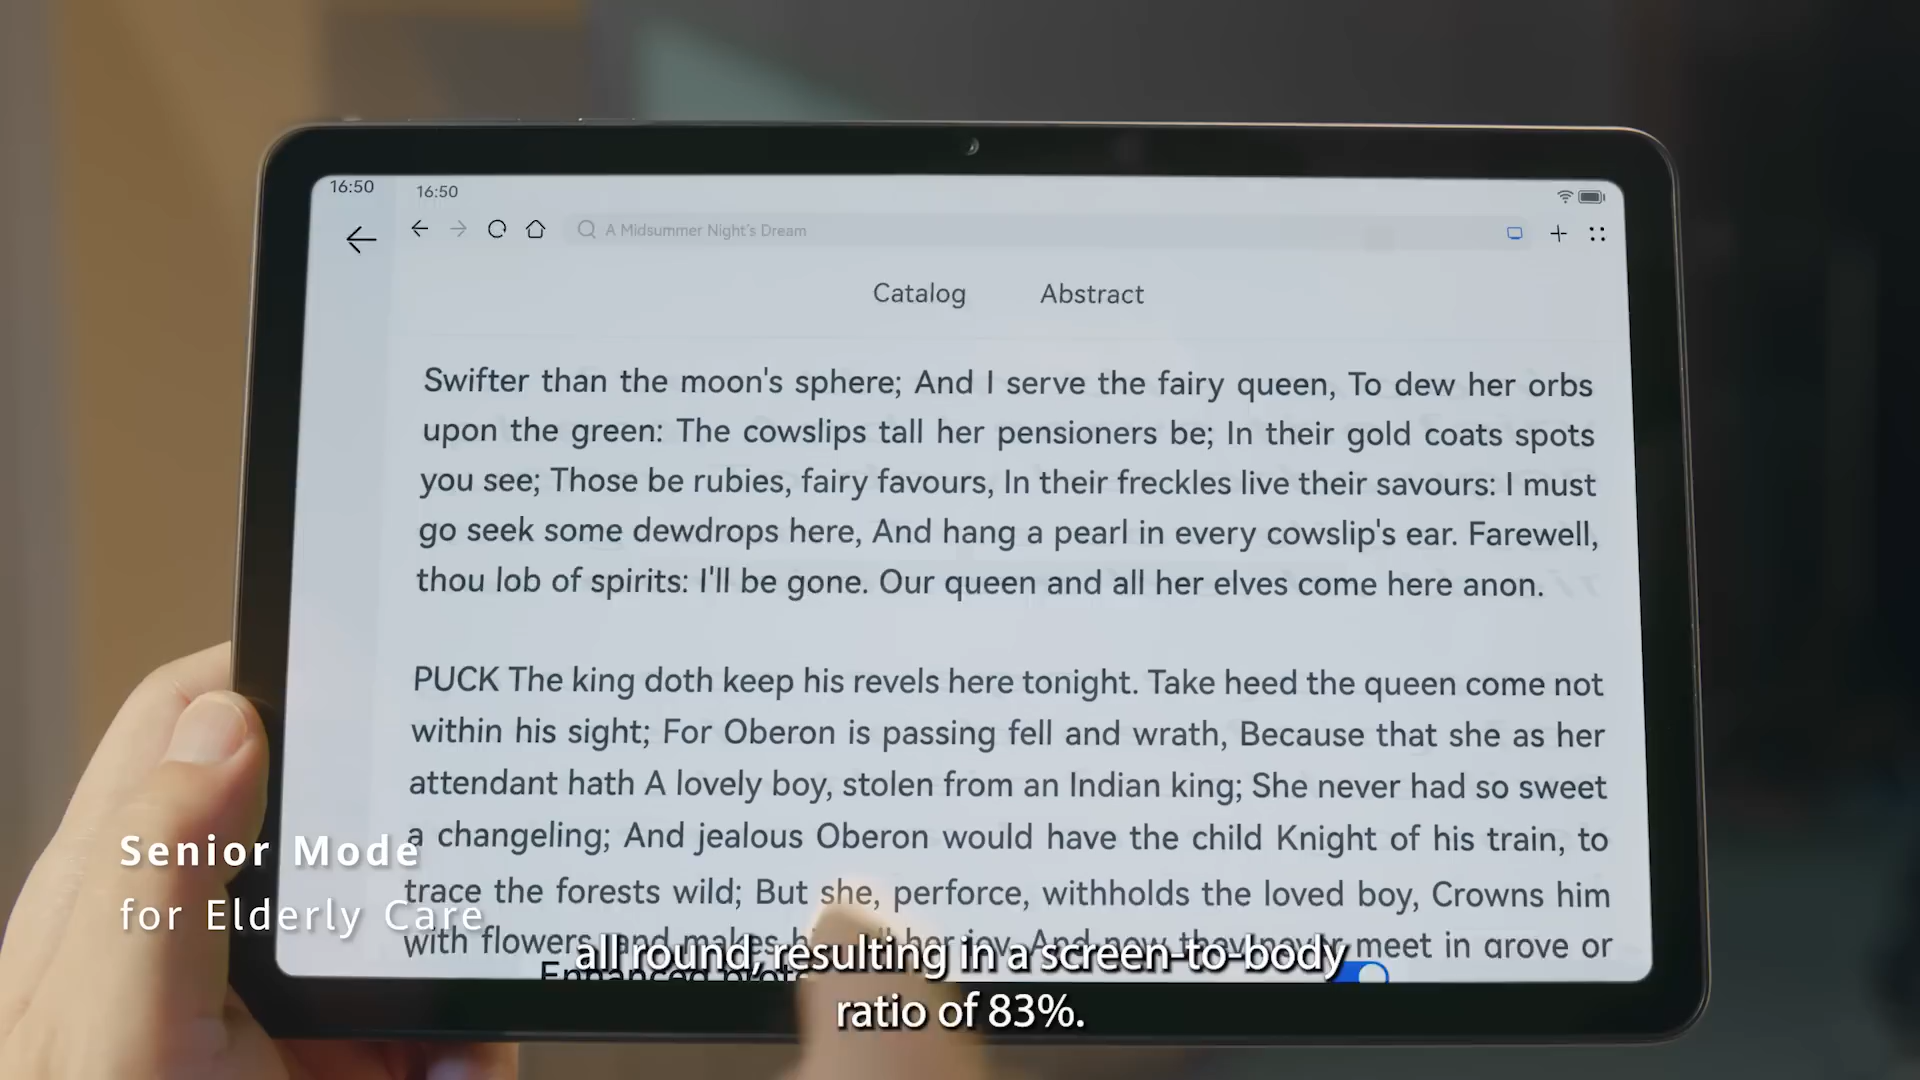 16:50
16:50
A Midsummer Night's Dream
Catalog Abstract
Swifter than the moon's sphere; And I serve the fairy queen, To dew her orbs
upon the green: The cowslips tall her pensioners be; In their gold coats spots
you see; Those be rubies, fairy favours, In their freckles live their savours: I must
go seek some dewdrops here, And hang a pearl in every cowslip's ear. Farewell,
thou lob of spirits: I'll be gone. Our queen and all her elves come here anon.
PUCK The king doth keep his revels here tonight. Take heed the queen come not
within his sight; For Oberon is passing fell and wrath, Because that she as her
attendant hath A lovely boy, stolen from an Indian king; She never had so sweet
a changeling; And jealous Oberon would have the child Knight of his train, to
trace the forests wild; But she, perforce, withholds the loved boy, Crowns him
with flowers and makes her joy, And now they never meet in grove or
Enhanced
Senior Mode
for Elderly Care
all round, resulting in a screen-to-body
ratio of 83%.